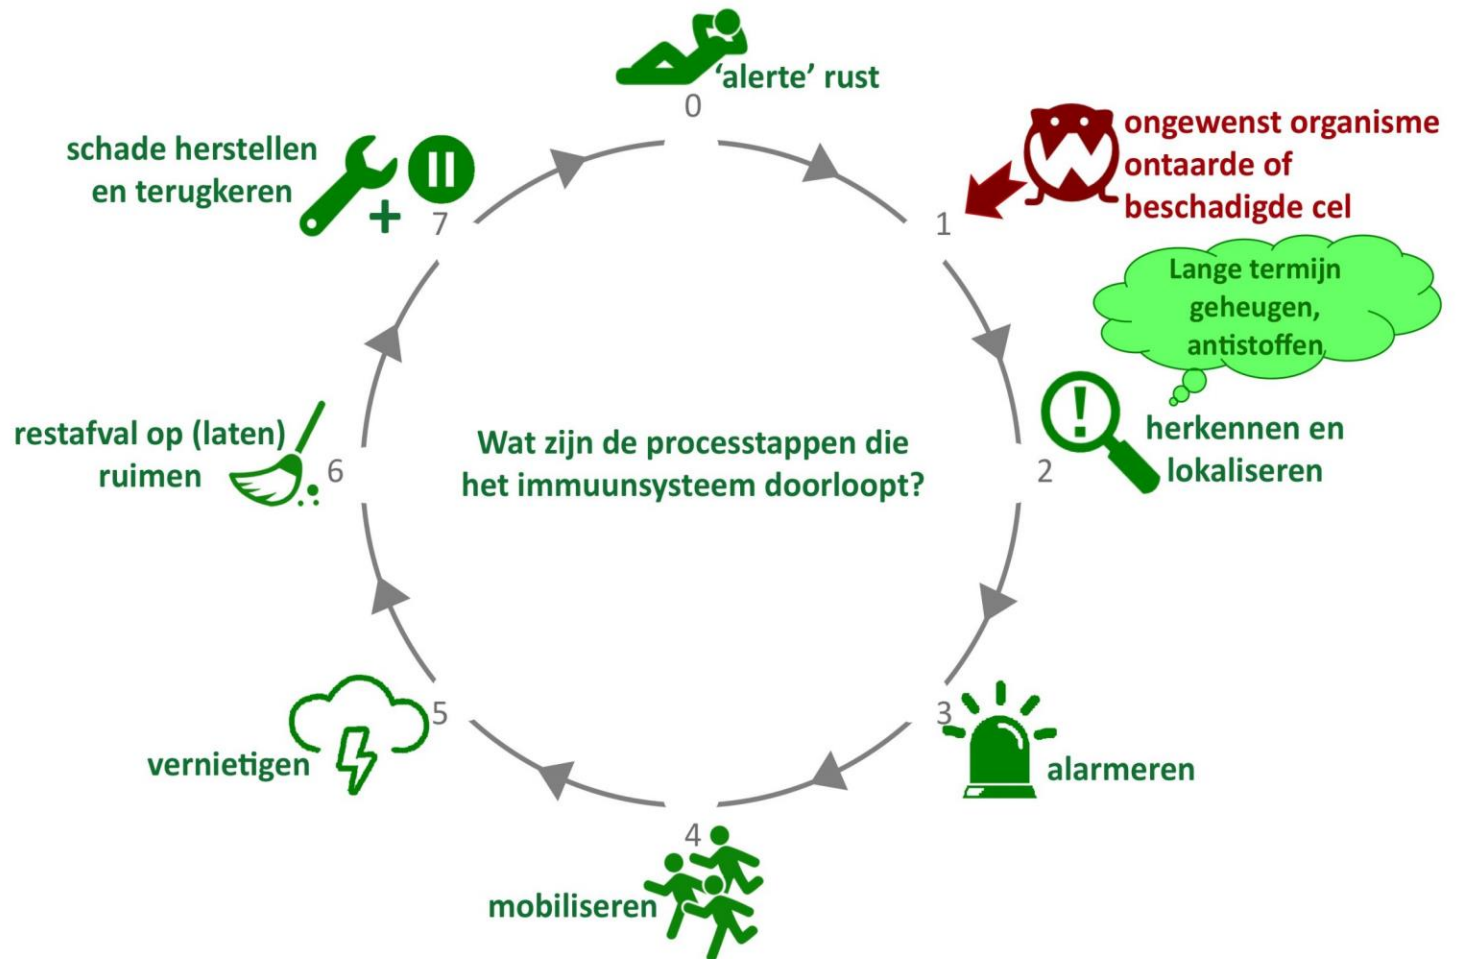 'alerte' rust
0
ongewenst organisme
ontaarde of
beschadigde cel
1
Lange termijn
geheugen,
antistoffen
!
herkennen en
lokaliseren
2
3
alarmeren
4
mobiliseren
5
vernietigen
6
restafval op (laten)
ruimen
schade herstellen
en terugkeren
+
7
Wat zijn de processtappen die
het immuunsysteem doorloopt?